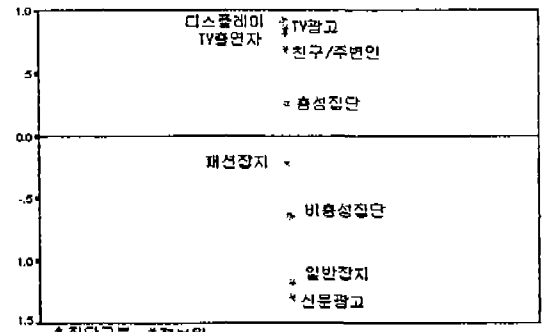 1.0
디스플레이
TV광고
TV출연자
친구/주변인
.5
충성집단
0.0
패션잡지
-.5
비충성집단
1.0
일반잡지
신문광고
1.5